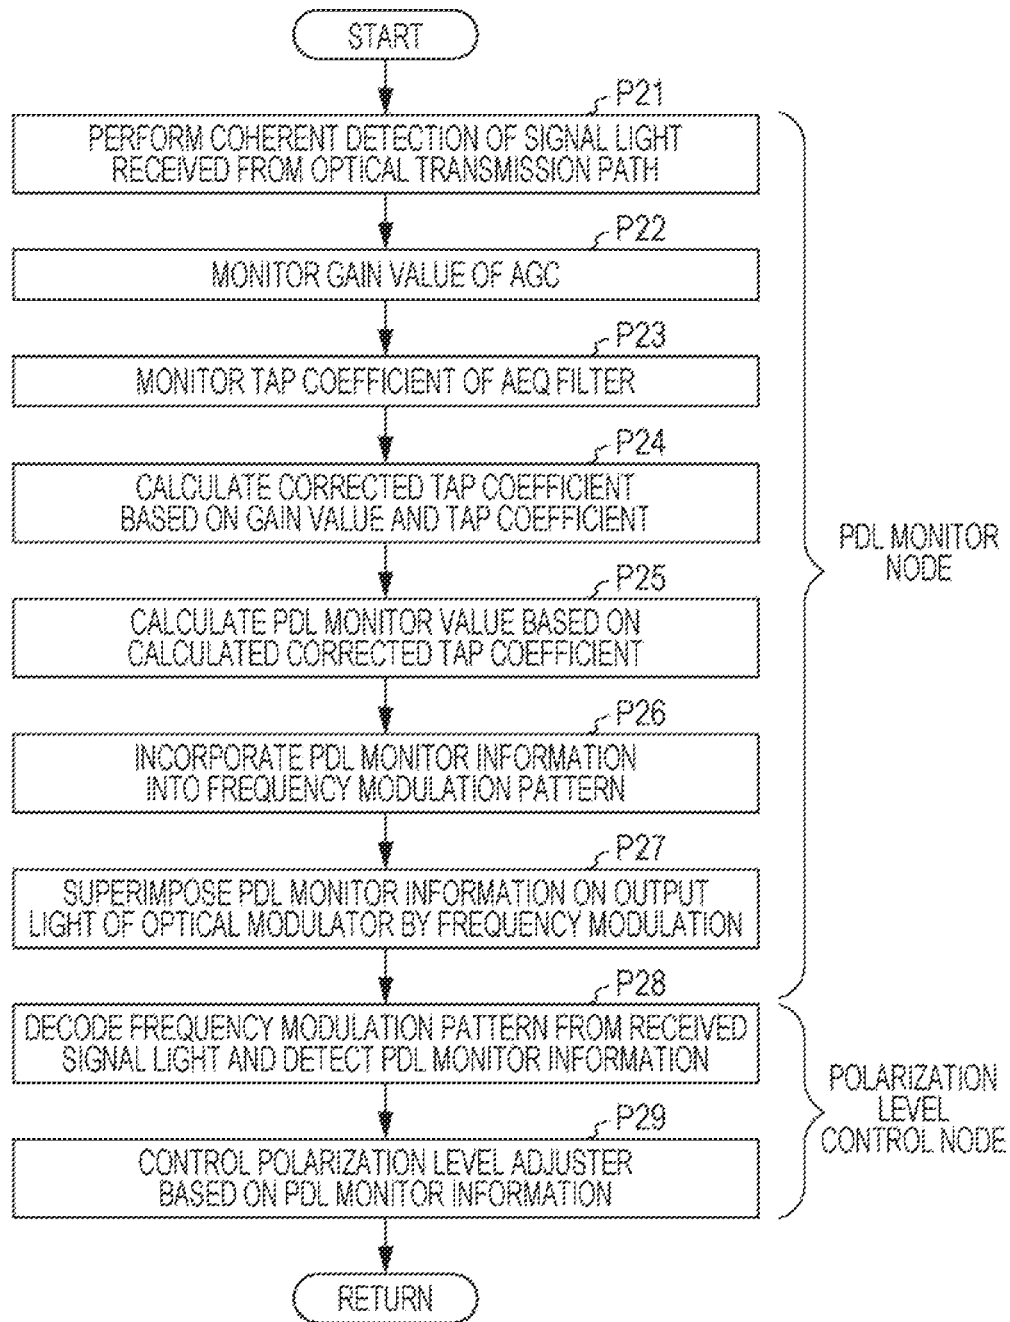 START
P21
PERFORM COHERENT DETECTION OF SIGNAL LIGHT
RECEIVED FROM OPTICAL TRANSMISSION PATH
P22
MONITOR GAIN VALUE OF AGC
P23
MONITOR TAP COEFFICIENT OF AEQ FILTER
P24
CALCULATE CORRECTED TAP COEFFICIENT
BASED ON GAIN VALUE AND TAP COEFFICIENT
P25
CALCULATE PDL MONITOR VALUE BASED ON
CALCULATED CORRECTED TAP COEFFICIENT
P26
INCORPORATE PDL MONITOR INFORMATION
INTO FREQUENCY MODULATION PATTERN
P27
SUPERIMPOSE PDL MONITOR INFORMATION ON OUTPUT
LIGHT OF OPTICAL MODULATOR BY FREQUENCY MODULATION
PDL MONITOR
NODE
P28
DECODE FREQUENCY MODULATION PATTERN FROM RECEIVED
SIGNAL LIGHT AND DETECT PDL MONITOR INFORMATION
P29
CONTROL POLARIZATION LEVEL ADJUSTER
BASED ON PDL MONITOR INFORMATION
POLARIZATION
LEVEL
CONTROL NODE
RETURN